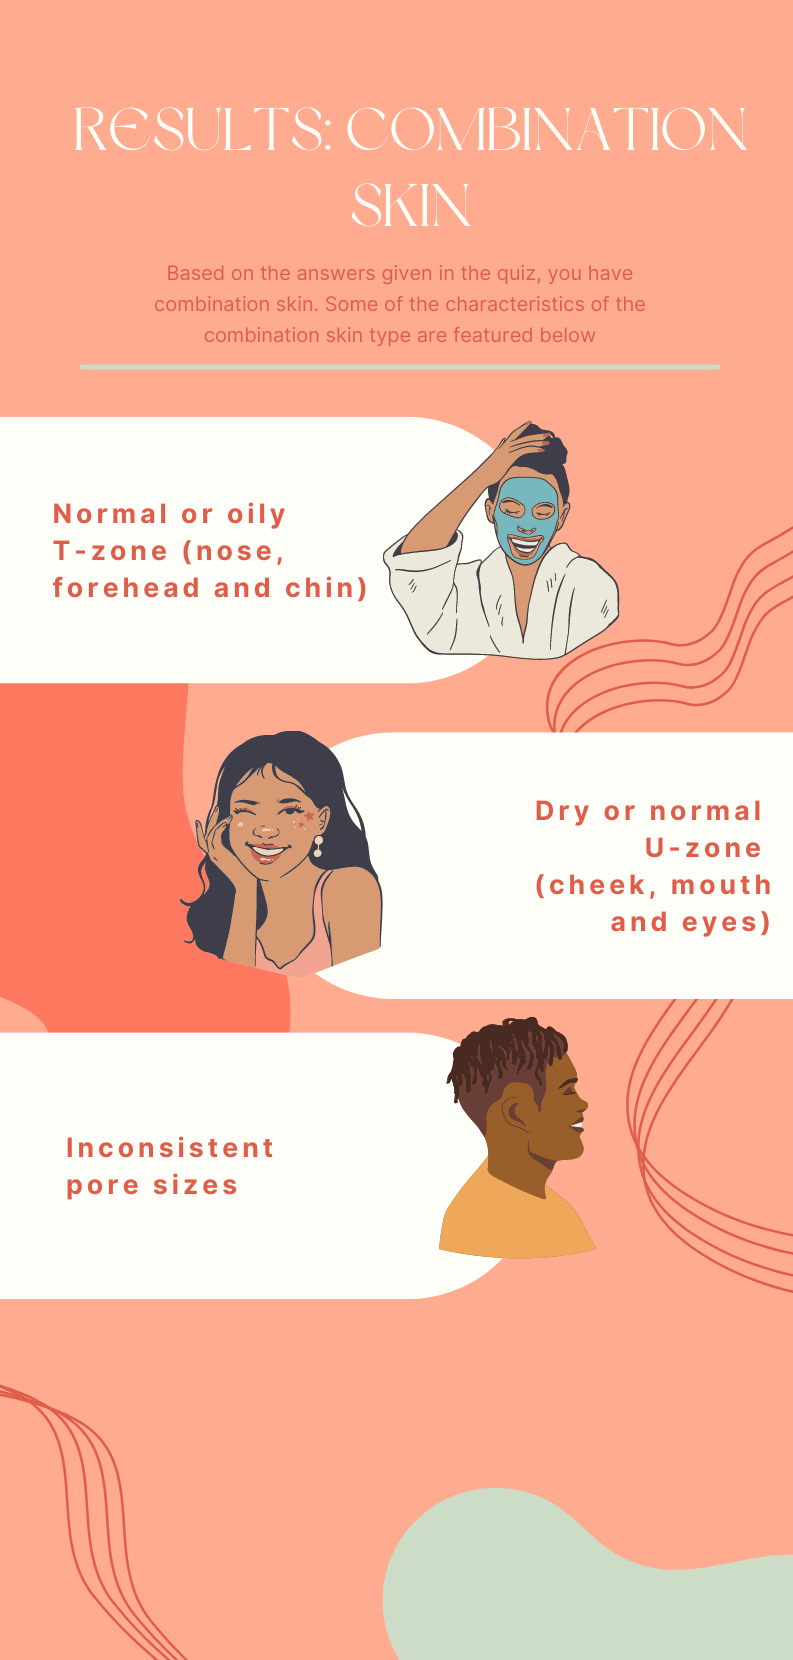 RESULTS: COMBINATION
SKIN
Based on the answers given in the quiz, you have
combination skin. Some of the characteristics of the
combination skin type are featured below
Normal or oily
T-zone (nose,
forehead and chin)
Dry or normal
U-zone
(cheek, mouth
and eyes)
Inconsistent
pore sizes